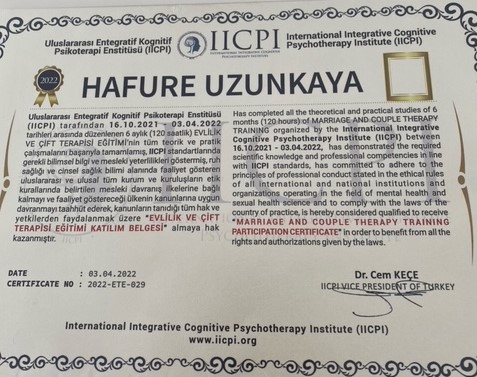 Uluslararası Entegratif Kognitif
Psikoterapi Enstitüsü (IICPI)
IICPI
International Integrative Cognitive
Psychotherapy Institute (IICPI)
2022
HAFURE UZUNKAYA
Uluslararası Entegratif Kognitif Psikoterapi Enstitüsü
(IICPI) tarafından 16.10.2021 - 03.04.2022
tarihleri arasında düzenlenen 6 aylık (120 saatlik) EVLİLİK
VE ÇİFT TERAPİSİ EĞİTİMİ'nin tüm teorik ve pratik
çalışmalarını başarıyla tamamlamış, IICPI standartlarında
gerekli bilimsel bilgi ve mesleki yeterlilikleri göstermiş, ruh
sağlığı ve cinsel sağlık bilimi alanında faaliyet gösteren
uluslararası ve ulusal tüm kurum ve kuruluşların etik
kurallarında belirtilen mesleki davranış ilkelerine bağlı
kalmayı ve faaliyet göstereceği ülkenin kanunlarına uygun
davranmayı taahhüt ederek, kanunların tanıdığı tüm hak ve
yetkilerden faydalanmak üzere "EVLİLİK VE ÇİFT
TERAPİSİ EĞİTİMİ KATILIM BELGESİ" almaya hak
kazanmıştır.
Has completed all the theoretical and practical studies of 6
months (120 hours) of MARRIAGE AND COUPLE THERAPY
TRAINING organized by the International Integrative
Cognitive Psychotherapy Institute (IICPI) between
16.10.2021 - 03.04.2022, has demonstrated the required
scientific knowledge and professional competencies in line
with IICPI standards, has committed to adhere to the
principles of professional conduct stated in the ethical rules
of all international and national institutions and
organizations operating in the field of mental health and
sexual health sciences and to comply with the laws of the
country of practice, is hereby considered qualified to receive
"MARRIAGE AND COUPLE THERAPY TRAINING
PARTICIPATION CERTIFICATE" in order to benefit from all the
rights and authorizations given by the laws.
DATE : 03.04.2022
CERTIFICATE NO : 2022-ETE-029
Dr. Cem KEÇE
IICPI VICE PRESIDENT OF TURKEY
International Integrative Cognitive Psychotherapy Institute (IICPI)
www.iicpi.org